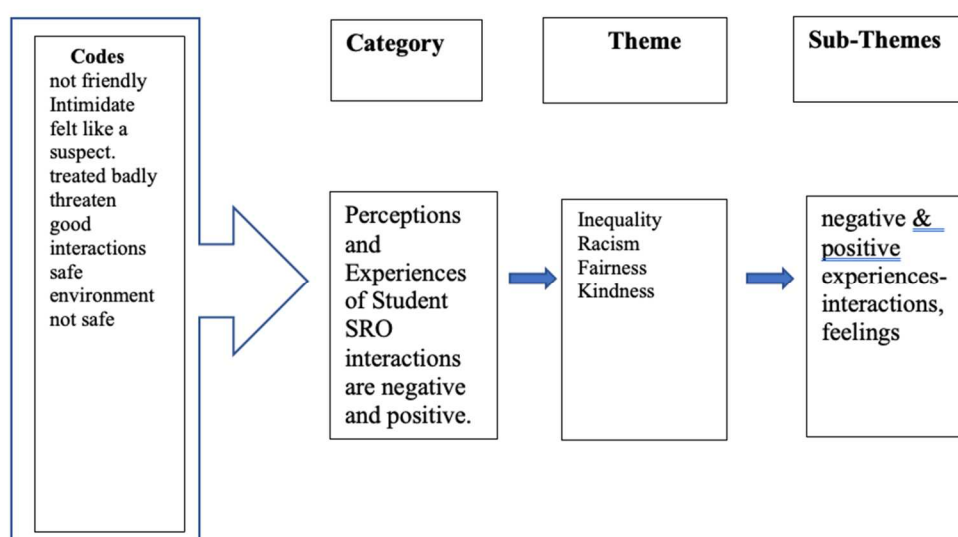 Codes
not friendly
Intimidate
felt like a
suspect.
treated badly
threaten
good
interactions
safe
environment
not safe
Category
Perceptions
and
Experiences
of Student
SRO
interactions
are negative
and positive.
Theme
Inequality
Racism
Fairness
Kindness
Sub-Themes
negative &
positive
experiences-
interactions,
feelings